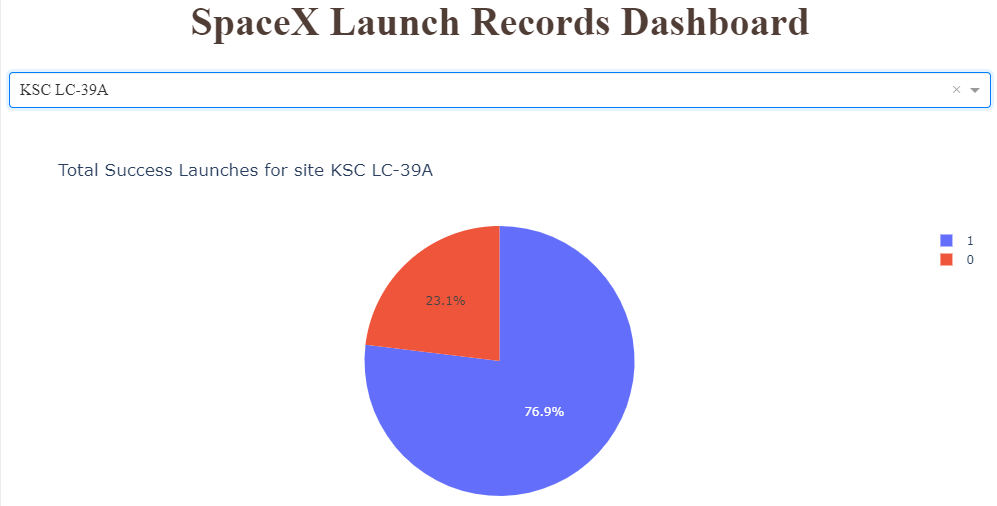 SpaceX Launch Records Dashboard
KSC LC-39A ×
Total Success Launches for site KSC LC-39A
1
0
23.1%
76.9%